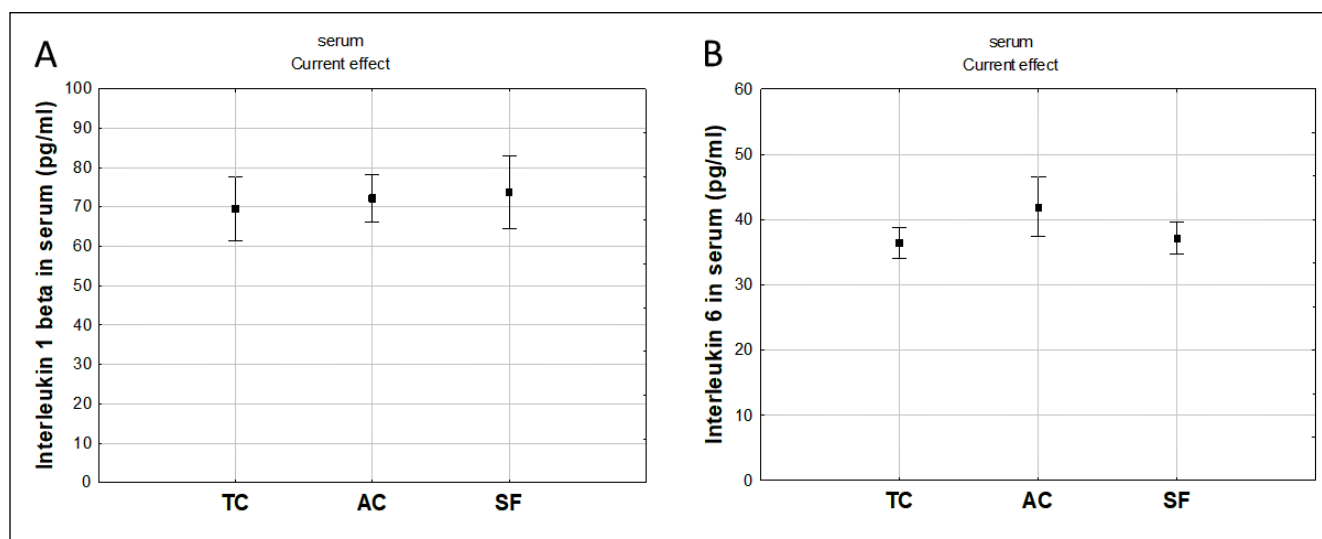 A
serum
Current effect
Interleukin 1 beta in serum (pg/ml)
100
90
80
70
60
50
40
30
20
10
0
TC AC SF
B
serum
Current effect
Interleukin 6 in serum (pg/ml)
60
50
40
30
20
10
0
TC AC SF